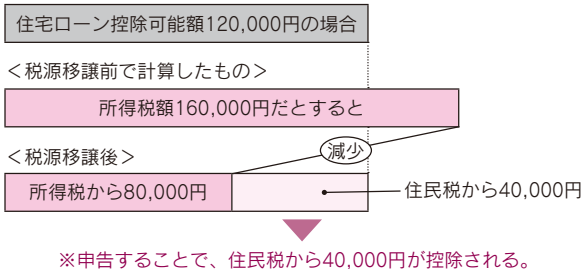 住宅ローン控除可能額120,000円の場合
＜税源移譲前で計算したもの＞
所得税額160,000円だとすると
＜税源移譲後＞
減少
所得税から80,000円
住民税から40,000円
※申告することで、住民税から40,000円が控除される。